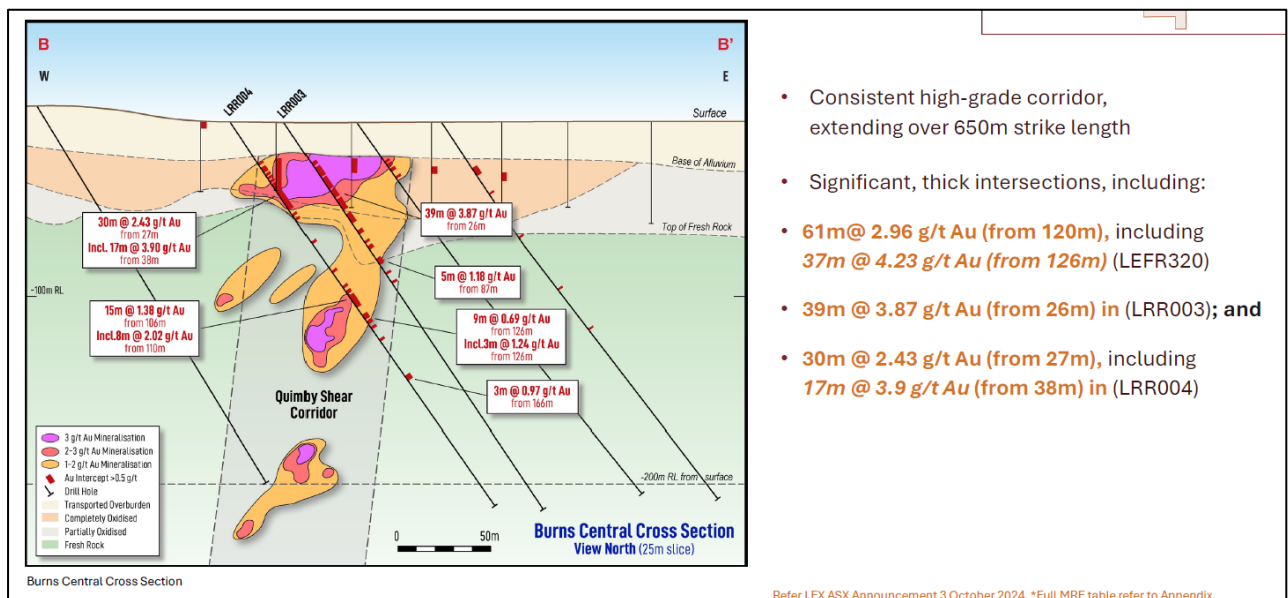 B
B'
W
E
LRR004
LRR003
Surface
Base of Alluvium
Top of Fresh Rock
30m @ 2.43 g/t Au
from 27m
Incl. 17m @ 3.90 g/t Au
from 38m
39m @ 3.87 g/t Au
from 26m
5m @ 1.18 g/t Au
from 87m
~100m RL
15m @ 1.38 g/t Au
from 106m
Incl.8m @ 2.02 g/t Au
from 110m
9m @ 0.69 g/t Au
from 126m
Incl.3m @ 1.24 g/t Au
from 126m
3m @ 0.97 g/t Au
from 166m
Quimby Shear
Corridor
3 g/t Au Mineralisation
2-3 g/t Au Mineralisation
1-2 g/t Au Mineralisation
Au Intercept >0.5 g/t
Drill Hole
Transported Overburden
Completely Oxidised
Partially Oxidised
Fresh Rock
~200m RL from surface
0 50m
Burns Central Cross Section
View North (25m slice)
Burns Central Cross Section
• Consistent high-grade corridor,
extending over 650m strike length
• Significant, thick intersections, including:
• 61m@ 2.96 g/t Au (from 120m), including
37m @ 4.23 g/t Au (from 126m) (LEFR320)
• 39m @ 3.87 g/t Au (from 26m) in (LRR003); and
• 30m @ 2.43 g/t Au (from 27m), including
17m @ 3.9 g/t Au (from 38m) in (LRR004)
Refer LEX ASX Announcement 3 October 2024. *Full MRE table refer to Appendix.